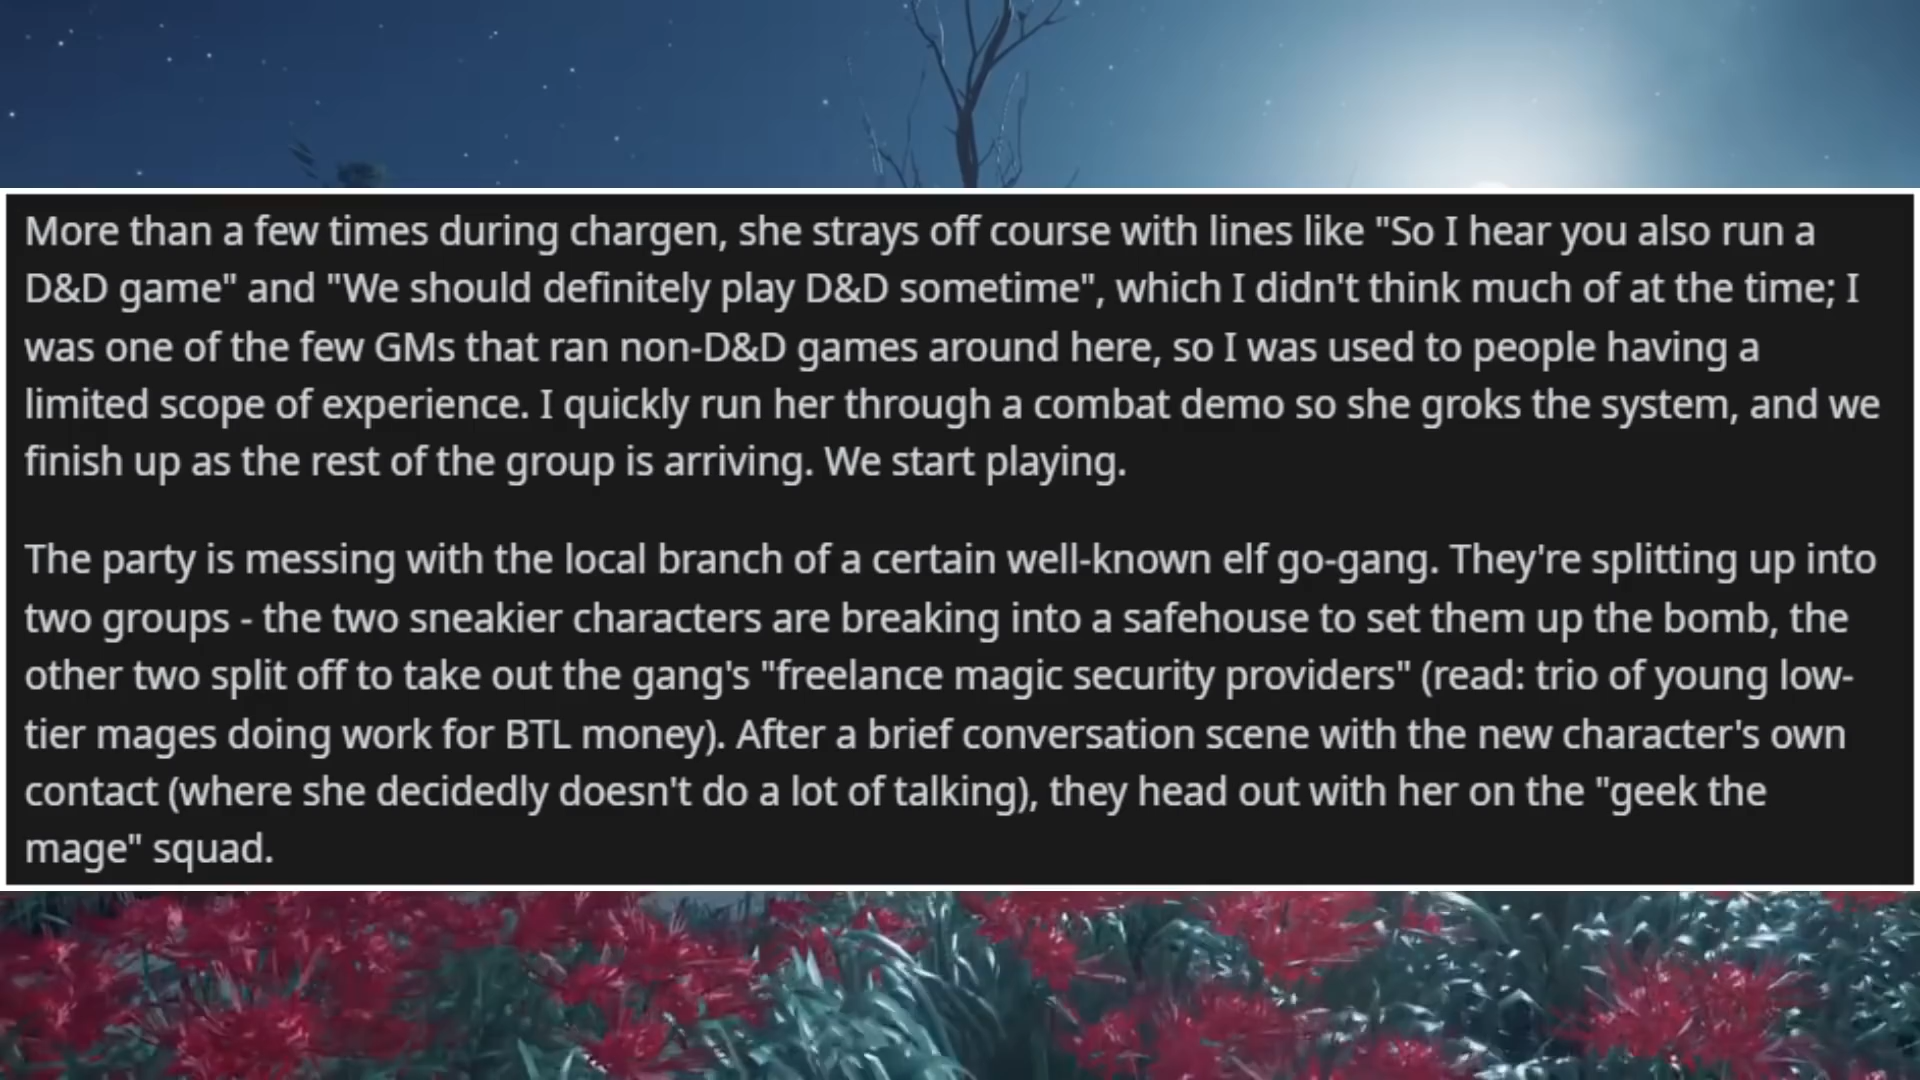 More than a few times during chargen, she strays off course with lines like "So I hear you also run a
D&D game" and "We should definitely play D&D sometime", which I didn't think much of at the time; I
was one of the few GMs that ran non-D&D games around here, so I was used to people having a
limited scope of experience. I quickly run her through a combat demo so she groks the system, and we
finish up as the rest of the group is arriving. We start playing.
The party is messing with the local branch of a certain well-known elf go-gang. They're splitting up into
two groups - the two sneakier characters are breaking into a safehouse to set them up the bomb, the
other two split off to take out the gang's "freelance magic security providers" (read: trio of young low-
tier mages doing work for BTL money). After a brief conversation scene with the new character's own
contact (where she decidedly doesn't do a lot of talking), they head out with her on the "geek the
mage" squad.